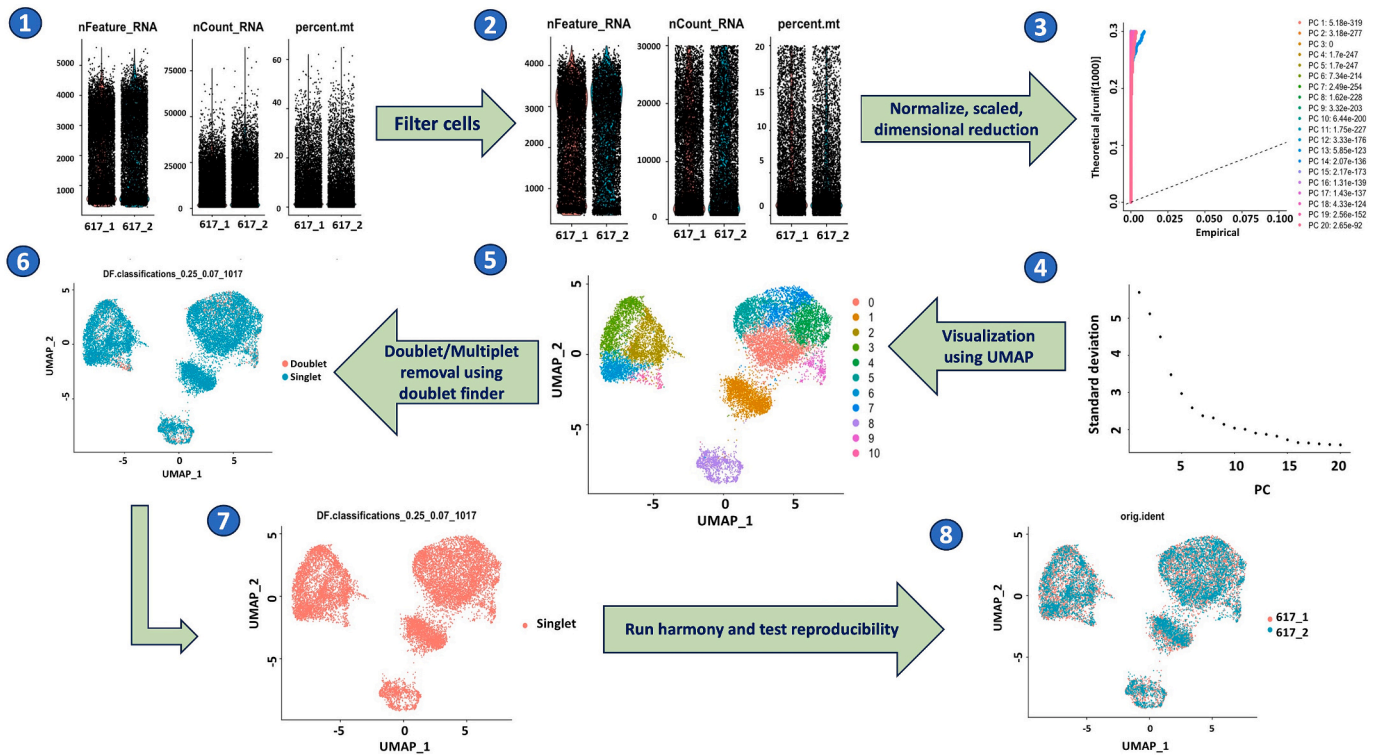 1
nFeature_RNA
nCount_RNA
percent.mt
5000
4000
3000
2000
1000
75000
50000
25000
0
60
40
20
0
617_1 617_2
617_1 617_2
617_1 617_2
Filter cells
2
nFeature_RNA
nCount_RNA
percent.mt
4000
3000
2000
1000
30000
20000
10000
0
20
15
10
5
0
617_1 617_2
617_1 617_2
617_1 617_2
Normalize, scaled,
dimensional reduction
3
Theoretical a[runif(1000)]
0.3
0.2
0.1
0.0
0.000 0.025 0.050 0.075 0.100
Empirical
PC 1: 5.18e-319
PC 2: 3.18e-277
PC 3: 0
PC 4: 1.7e-247
PC 5: 1.7e-247
PC 6: 7.34e-214
PC 7: 2.49e-254
PC 8: 1.62e-228
PC 9: 3.32e-203
PC 10: 6.44e-200
PC 11: 1.75e-227
PC 12: 3.33e-176
PC 13: 5.85e-123
PC 14: 2.07e-136
PC 15: 2.17e-173
PC 16: 1.31e-139
PC 17: 1.43e-137
PC 18: 4.33e-124
PC 19: 2.56e-152
PC 20: 2.65e-92
4
Standard deviation
5
4
3
2
5 10 15 20
PC
Visualization
using UMAP
5
UMAP_2
5
0
-5
-5 0 5
UMAP_1
0
1
2
3
4
5
6
7
8
9
10
Doublet/Multiplet
removal using
doublet finder
6
DF.classifications_0.25_0.07_1017
UMAP_2
5
0
-5
-5 0 5
UMAP_1
Doublet
Singlet
7
DF.classifications_0.25_0.07_1017
UMAP_2
5
0
-5
-5 0 5
UMAP_1
Singlet
Run harmony and test reproducibility
8
orig.ident
UMAP_2
5
0
-5
-5 0 5
UMAP_1
617_1
617_2